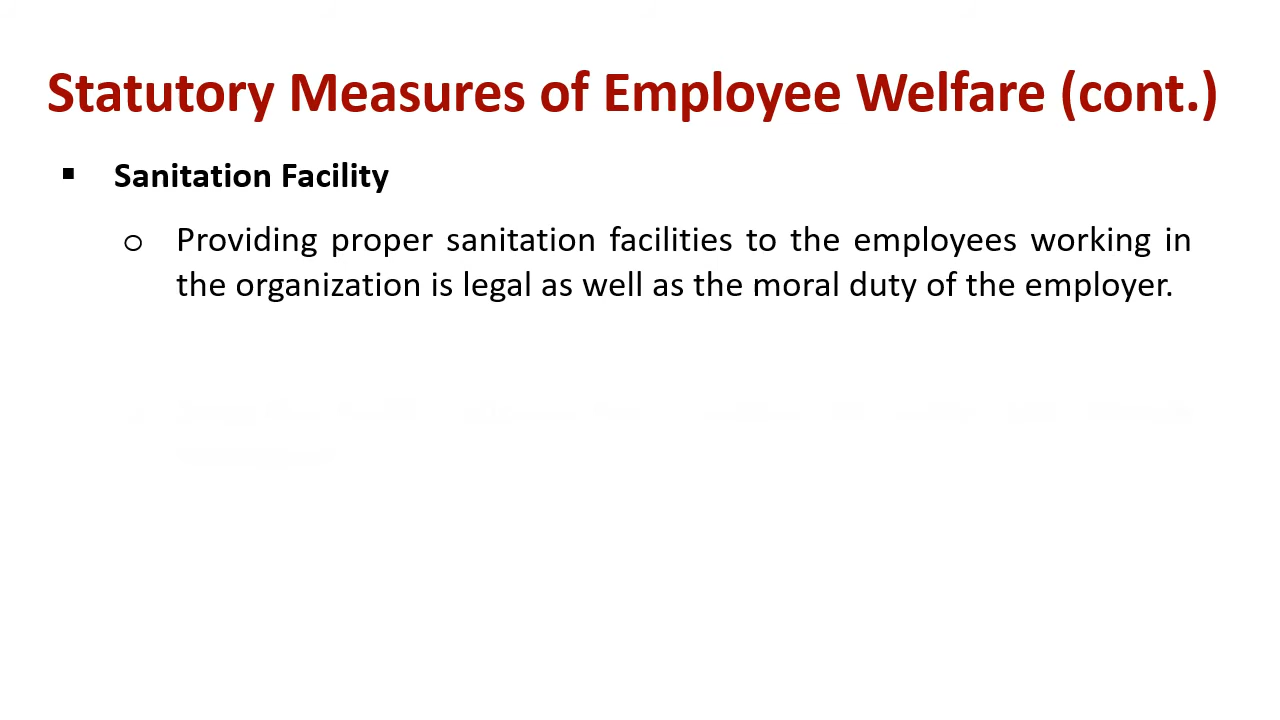 Statutory Measures of Employee Welfare (cont.)
▪ Sanitation Facility
o Providing proper sanitation facilities to the employees working in
the organization is legal as well as the moral duty of the employer.